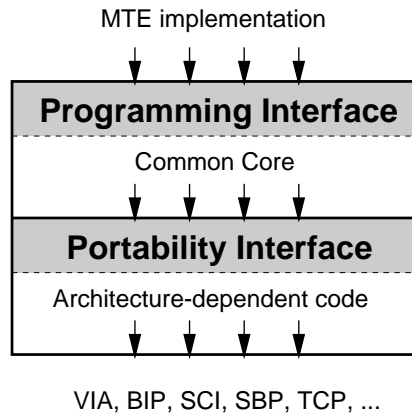 MTE implementation
Programming Interface
Common Core
Portability Interface
Architecture-dependent code
VIA, BIP, SCI, SBP, TCP, ...